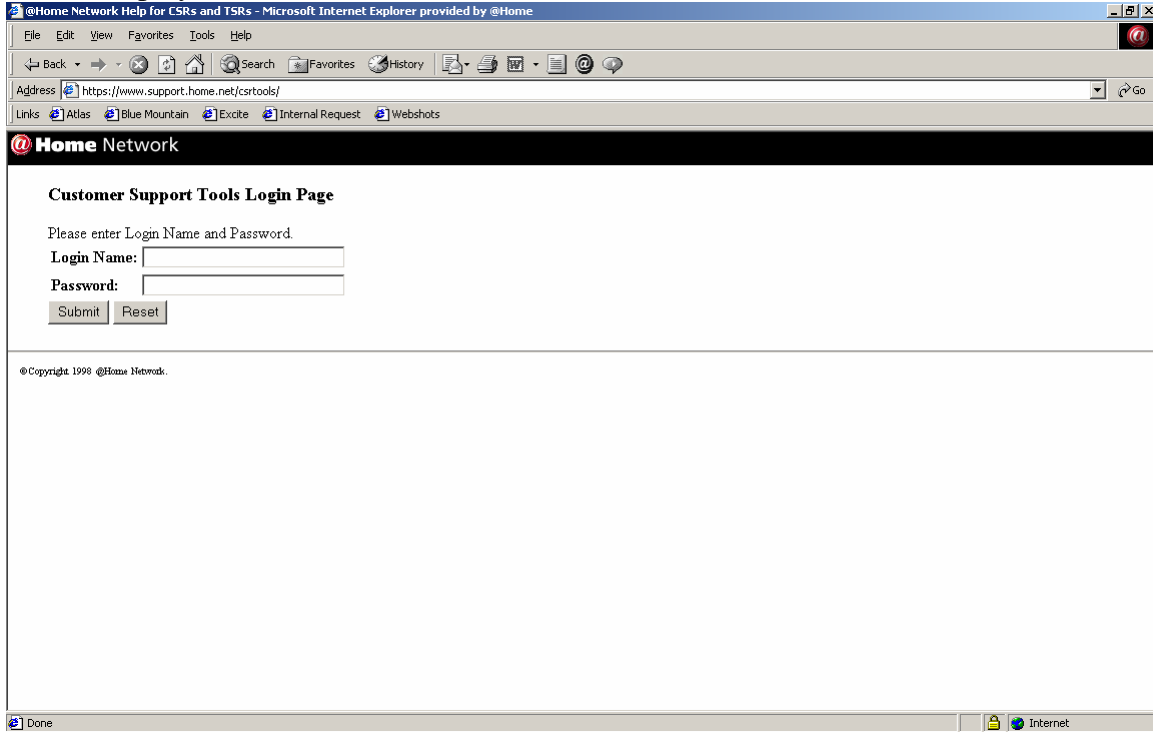 @Home Network Help for CSRs and TSRs - Microsoft Internet Explorer provided by @Home
File Edit View Favorites Tools Help
Back Search Favorites History
Address https://www.support.home.net/csrtools/ Go
Links Atlas Blue Mountain Excite Internal Request Webshots
@Home Network
Customer Support Tools Login Page
Please enter Login Name and Password.
Login Name:
Password:
Submit Reset
©Copyright 1998 @Home Network.
Done Internet